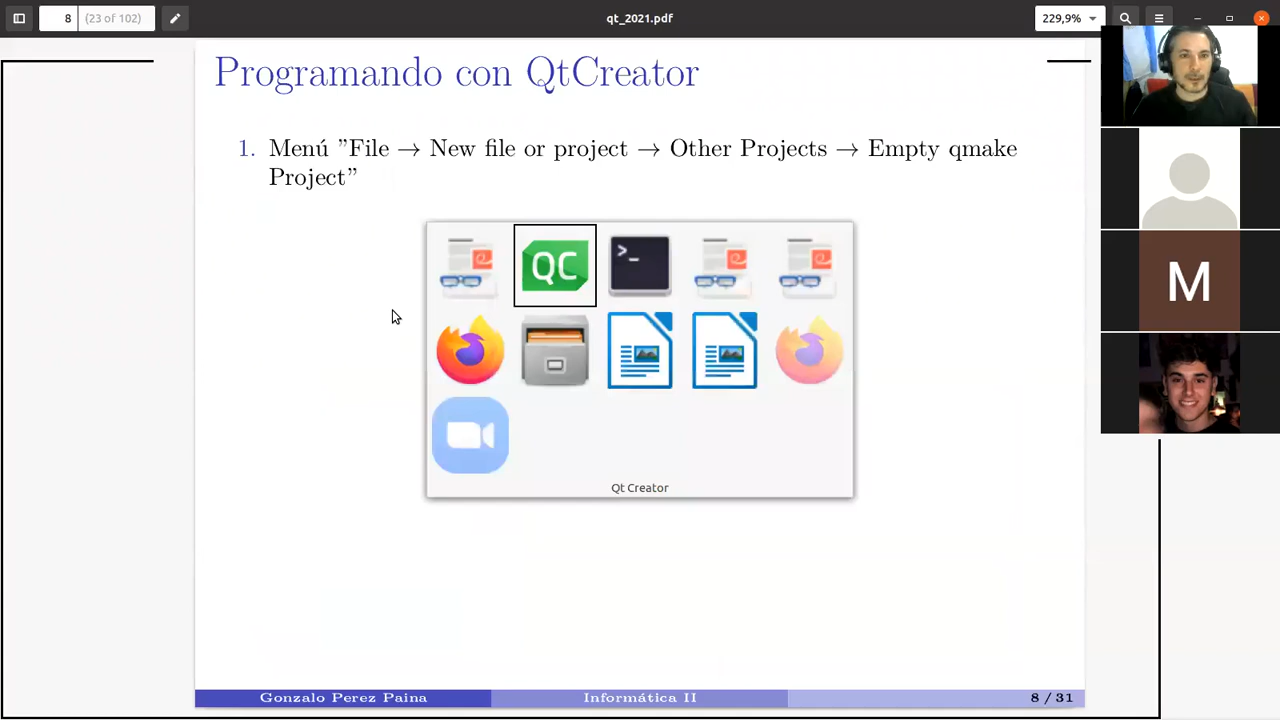 8 (23 of 102)
qt_2021.pdf
229,9%
Programando con QtCreator
1. Menú ”File → New file or project → Other Projects → Empty qmake
Project”
QC
>_
Qt Creator
M
Gonzalo Perez Paina
Informática II
8 / 31